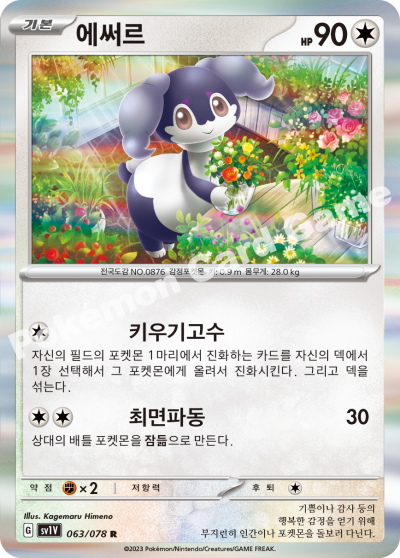 기본 에써르 HP 90
전국도감 NO.0876 감정포켓몬 키: 0.9 m 몸무게: 28.0 kg
키우기고수
자신의 필드의 포켓몬 1마리에서 진화하는 카드를 자신의 덱에서
1장 선택해서 그 포켓몬에게 올려서 진화시킨다. 그리고 덱을
섞는다.
최면파동 30
상대의 배틀 포켓몬을 잠듦으로 만든다.
약점 ×2 저항력 후퇴
Illus. Kagemaru Himeno
G sv1V 063/078 R
기쁨이나 감사 등의
행복한 감정을 얻기 위해
부지런히 인간이나 포켓몬을 돌보러 다닌다.
©2023 Pokémon/Nintendo/Creatures/GAME FREAK.
Pokémon Card Game